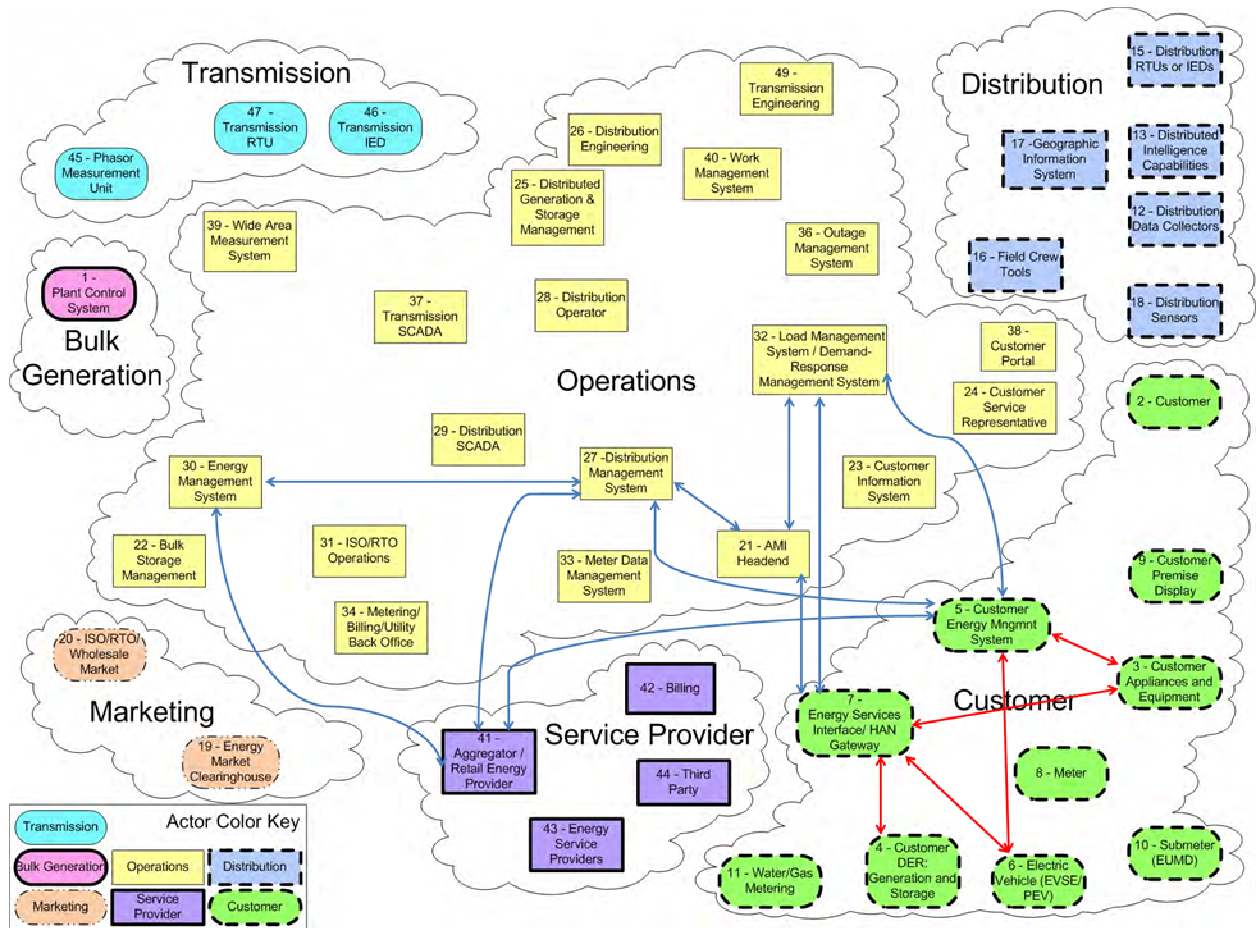 Transmission
47 -
Transmission
RTU
46 -
Transmission
IED
45 - Phasor
Measurement
Unit
49 -
Transmission
Engineering
26 - Distribution
Engineering
40 - Work
Management
System
25 - Distributed
Generation &
Storage
Management
39 – Wide Area
Measurement
System
36 - Outage
Management
System
37 -
Transmission
SCADA
28 - Distribution
Operator
32 - Load Management
System / Demand-
Response
Management System
38 -
Customer
Portal
24 - Customer
Service
Representative
Operations
29 – Distribution
SCADA
30 - Energy
Management
System
27 -Distribution
Management
System
23 - Customer
Information
System
22 – Bulk
Storage
Management
31 - ISO/RTO
Operations
33 – Meter Data
Management
System
21 - AMI
Headend
34 - Metering/
Billing/Utility
Back Office
Distribution
15 - Distribution
RTUs or IEDs
17 -Geographic
Information
System
13 – Distributed
Intelligence
Capabilities
12 – Distribution
Data Collectors
16 - Field Crew
Tools
18 – Distribution
Sensors
1 -
Plant Control
System
Bulk
Generation
20 – ISO/RTO/
Wholesale
Market
Marketing
19 - Energy
Market
Clearinghouse
42 - Billing
Service Provider
41 -
Aggregator /
Retail Energy
Provider
44 – Third
Party
43 – Energy
Service
Providers
2 - Customer
9 - Customer
Premise
Display
5 - Customer
Energy Mngmnt
System
3 - Customer
Appliances and
Equipment
Customer
7 -
Energy Services
Interface/ HAN
Gateway
8 - Meter
4 - Customer
DER:
Generation and
Storage
6 - Electric
Vehicle (EVSE/
PEV)
10 - Submeter
(EUMD)
11 – Water/Gas
Metering
Actor Color Key
Transmission
Bulk Generation
Operations
Distribution
Marketing
Service
Provider
Customer